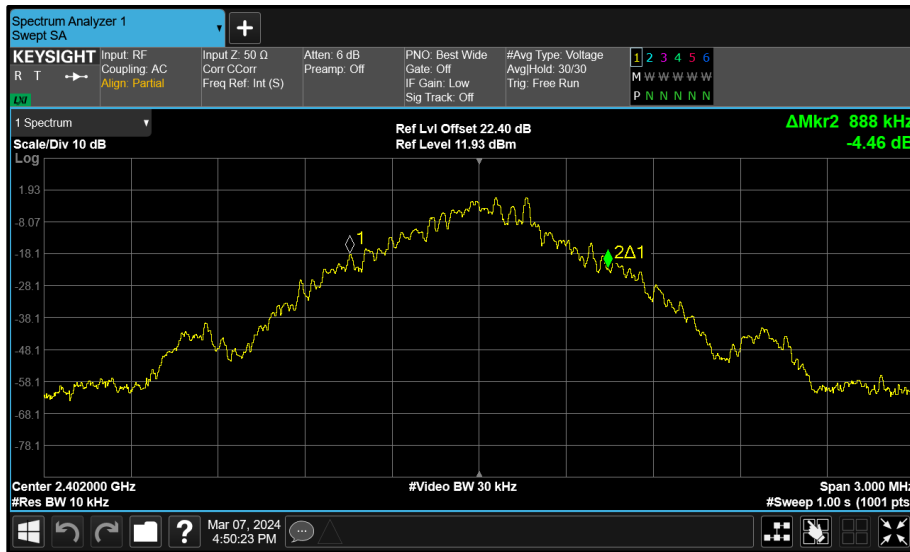 Spectrum Analyzer 1
Swept SA
+
KEYSIGHT
R T
LXI
Input: RF
Coupling: AC
Align: Partial
Input Z: 50 Ω
Corr CCorr
Freq Ref: Int (S)
Atten: 6 dB
Preamp: Off
PNO: Best Wide
Gate: Off
IF Gain: Low
Sig Track: Off
#Avg Type: Voltage
Avg|Hold: 30/30
Trig: Free Run
1 2 3 4 5 6
M W W W W W
P N N N N N
1 Spectrum
Scale/Div 10 dB
Ref Lvl Offset 22.40 dB
Ref Level 11.93 dBm
ΔMkr2 888 kHz
-4.46 dB
Log
1.93
-8.07
-18.1
-28.1
-38.1
-48.1
-58.1
-68.1
-78.1
1
2Δ1
Center 2.402000 GHz
#Res BW 10 kHz
#Video BW 30 kHz
Span 3.000 MHz
#Sweep 1.00 s (1001 pts
?
Mar 07, 2024
4:50:23 PM